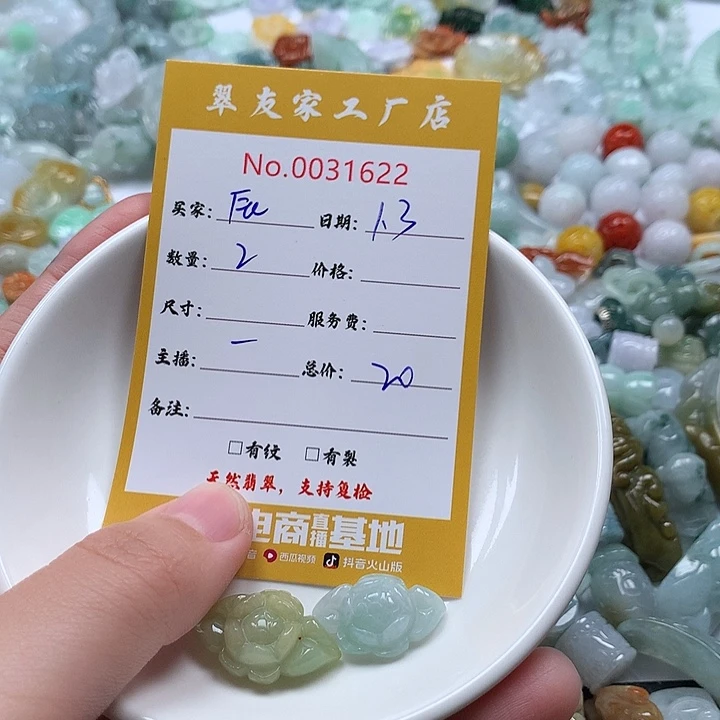 翠友家工厂店
No.0031622
买家: Fa 日期: 1.3
数量: 2 价格:
尺寸: 服务费:
主播: 一 总价: 20
备注:
□有纹 □有裂
天然翡翠，支持复检
电商直播基地
音 西瓜视频 抖音火山版